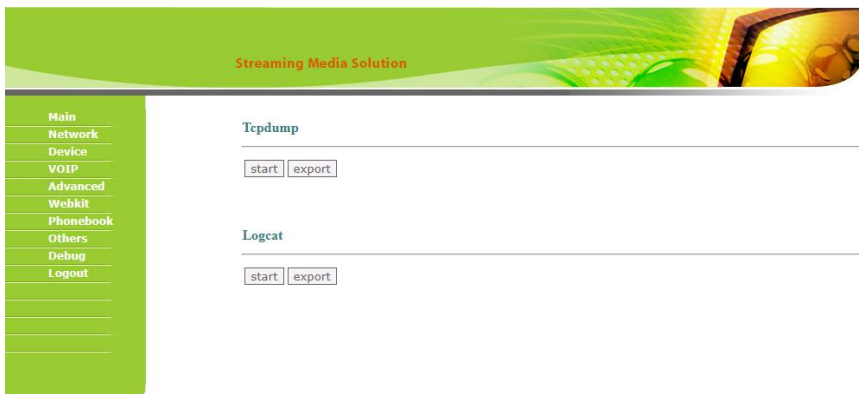 Streaming Media Solution
Main
Network
Device
VOIP
Advanced
Webkit
Phonebook
Others
Debug
Logout
Tcpdump
start export
Logcat
start export